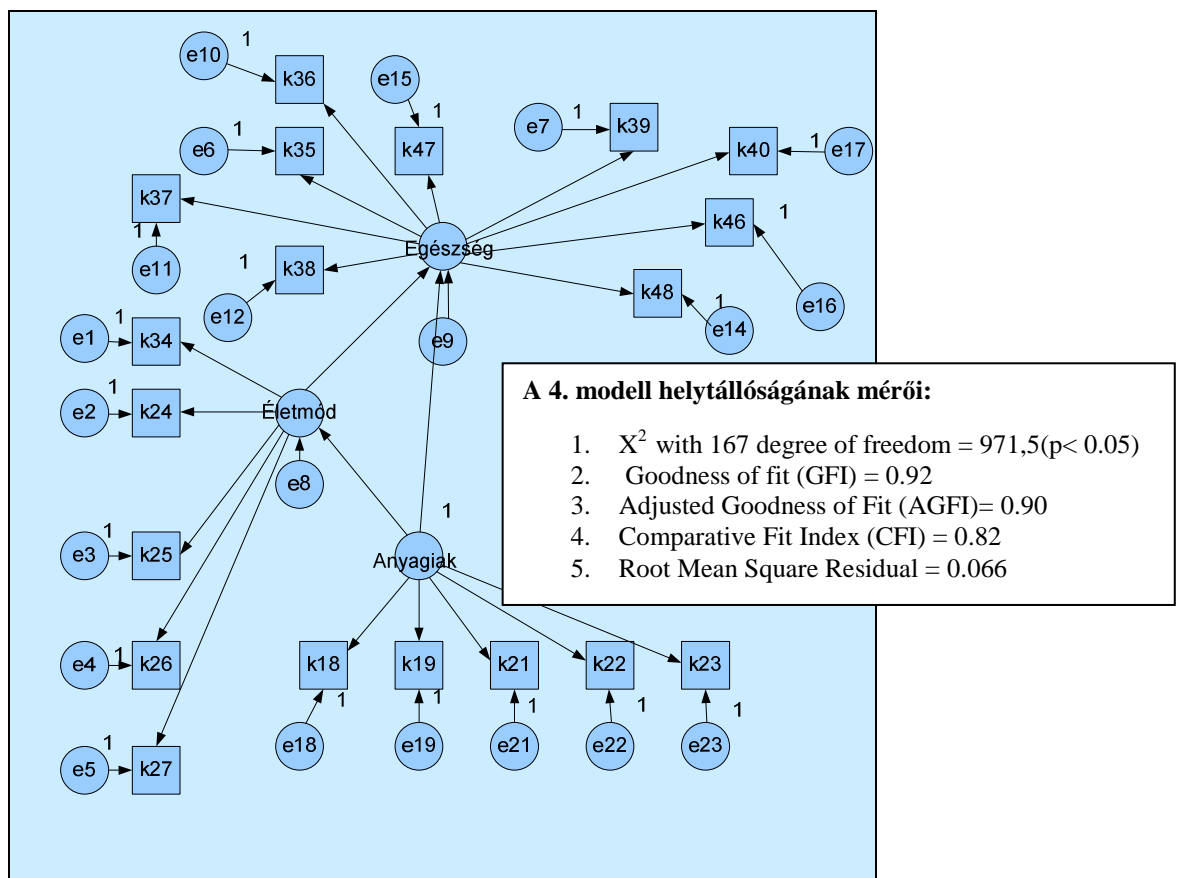 e10
1
k36
e15
1
e7
1
k39
e6
1
k35
k47
k40
1
e17
k37
1
e11
Egészség
k46
1
1
k38
e12
k48
1
e14
e16
e9
e1
1
k34
e2
1
k24
Életmód
e8
e3
1
k25
1
Anyagiak
e4
1
k26
k18
k19
k21
k22
k23
1
1
1
1
1
e5
1
k27
e18
e19
e21
e22
e23
A 4. modell helytállóságának mérői:
1. X² with 167 degree of freedom = 971,5(p< 0.05)
2. Goodness of fit (GFI) = 0.92
3. Adjusted Goodness of Fit (AGFI)= 0.90
4. Comparative Fit Index (CFI) = 0.82
5. Root Mean Square Residual = 0.066